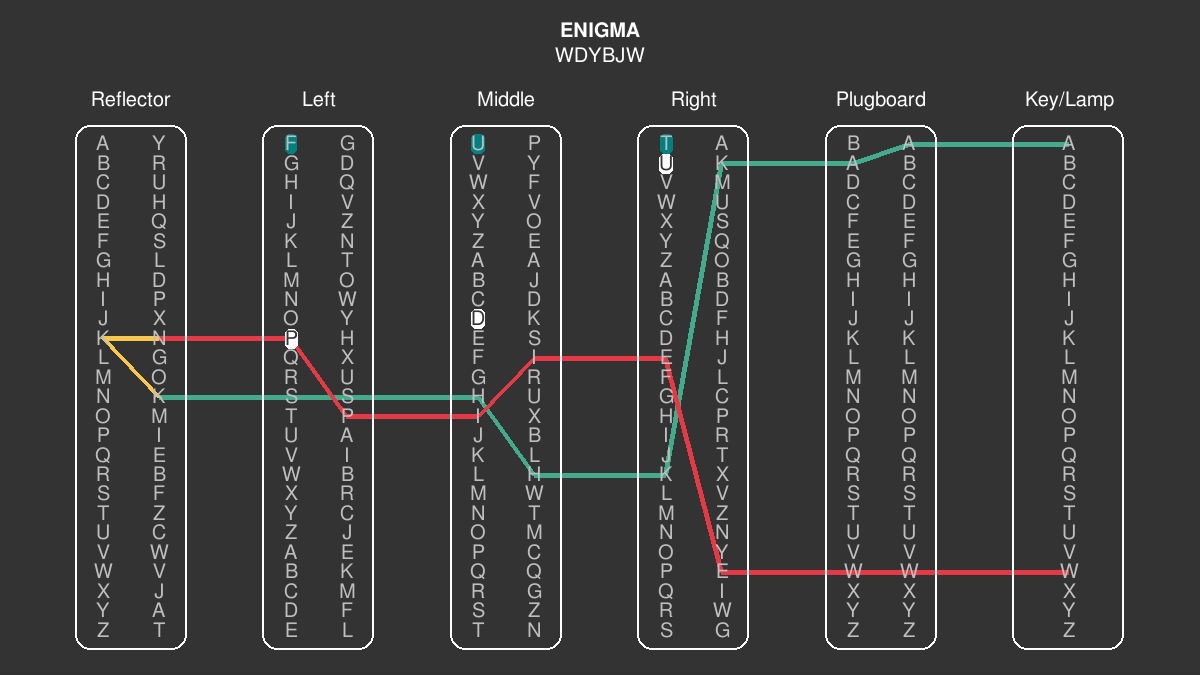 ENIGMA
WDYBJW
Reflector Left Middle Right Plugboard Key/Lamp
A Y F G U P T A B A A
B R G D V Y U K A B B
C U H Q W F V M D C C
D H I V X V W U C D D
E Q J Z Y O X S F E E
F S K N Z E Y Q E F F
G L L T A A Z O G G G
H D M O B J A B H H H
I P N W C D B D I I I
J X O Y D K C F J J J
K N P H E S D H K K K
L G Q X F I E J L L L
M O R U G R F L M M M
N K S S H U G C N N N
O M T P I X H P O O O
P I U A J B I R P P P
Q E V I K L J T Q Q Q
R B W B L H K X R R R
S F X R M W L V S S S
T Z Y C N T M Z T T T
U C Z J O M N N U U U
V W A E P C O Y V V V
W V B K Q Q P E W W W
X J C M R G Q I X X X
Y A D F S Z R W Y Y Y
Z T E L T N S G Z Z Z